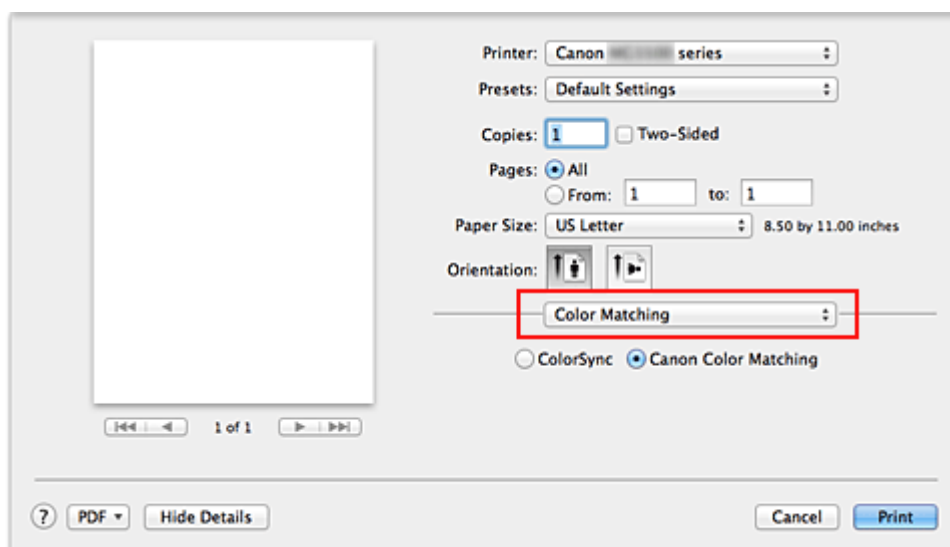 Printer: Canon series
Presets: Default Settings
Copies: 1 Two-Sided
Pages: All
From: 1 to: 1
Paper Size: US Letter 8.50 by 11.00 inches
Orientation:
Color Matching
ColorSync Canon Color Matching
1 of 1
? PDF Hide Details Cancel Print